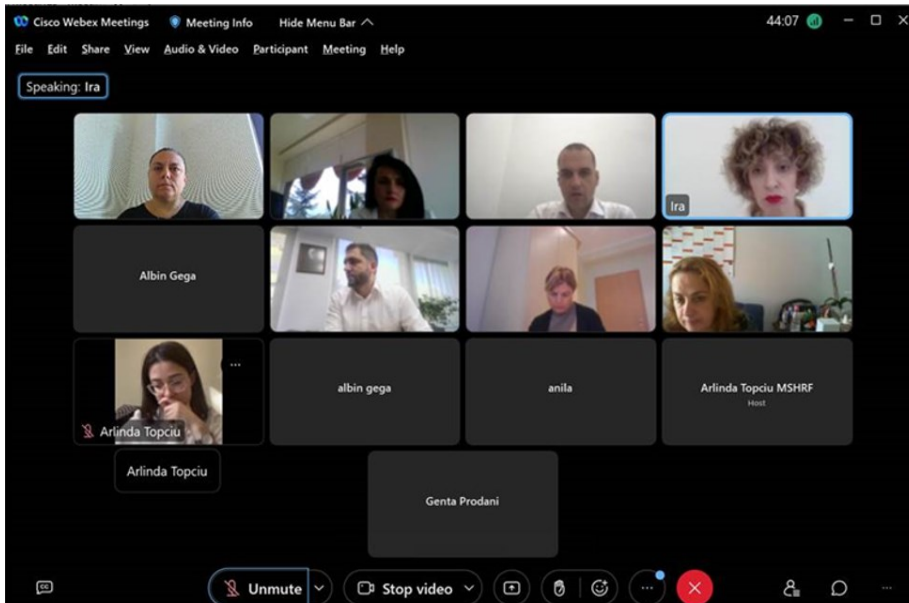 Cisco Webex Meetings Meeting Info Hide Menu Bar 44:07
File Edit Share View Audio & Video Participant Meeting Help
Speaking: Ira
Ira
Albin Gega
Arlinda Topciu
albin gega
anila
Arlinda Topciu MSHRF
Host
Arlinda Topciu
Genta Prodani
CC
Unmute
Stop video